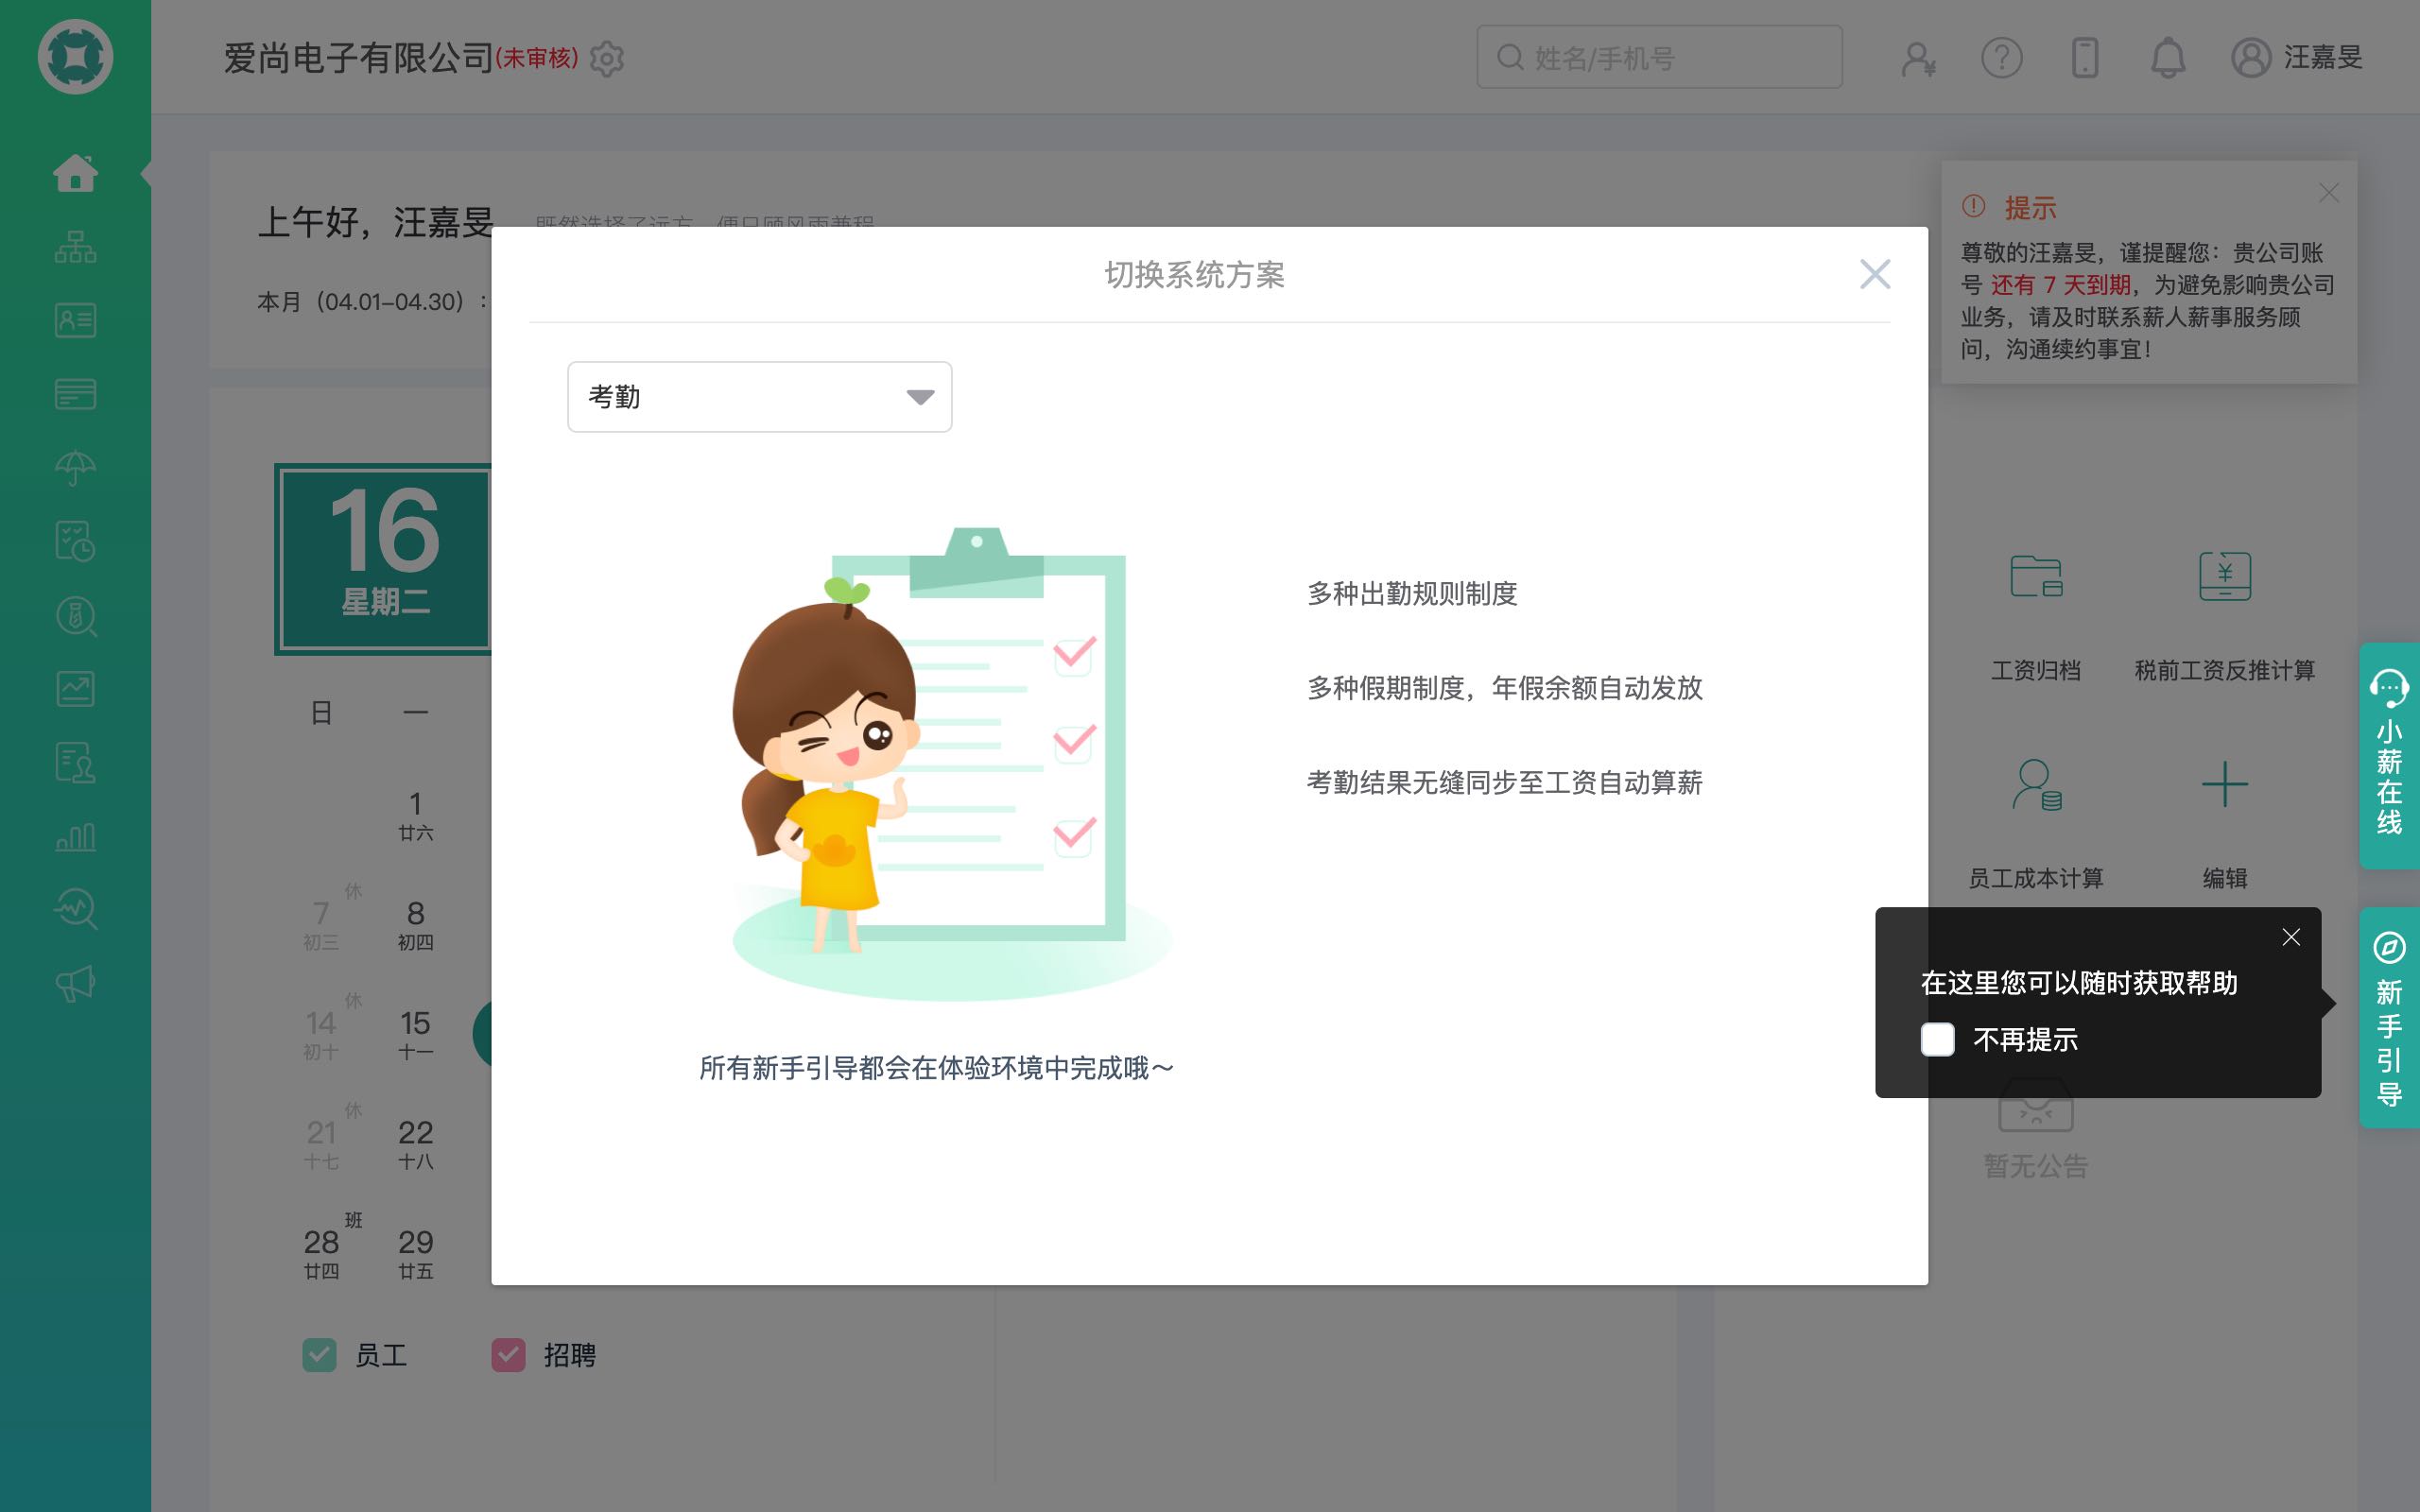 爱尚电子有限公司(未审核)
姓名/手机号
汪嘉旻
上午好，汪嘉旻
既然选择了远方，便只顾风雨兼程
本月（04.01-04.30）:
提示
尊敬的汪嘉旻，谨提醒您：贵公司账
号 还有 7 天到期，为避免影响贵公司
业务，请及时联系薪人薪事服务顾
问，沟通续约事宜！
切换系统方案
考勤
多种出勤规则制度
多种假期制度，年假余额自动发放
考勤结果无缝同步至工资自动算薪
所有新手引导都会在体验环境中完成哦～
16
星期二
日 一
1
廿六
休
7 8
初三 初四
休
14 15
初十 十一
休
21 22
十七 十八
班
28 29
廿四 廿五
员工 招聘
工资归档 税前工资反推计算
员工成本计算 编辑
在这里您可以随时获取帮助
不再提示
暂无公告
小薪在线
新手引导